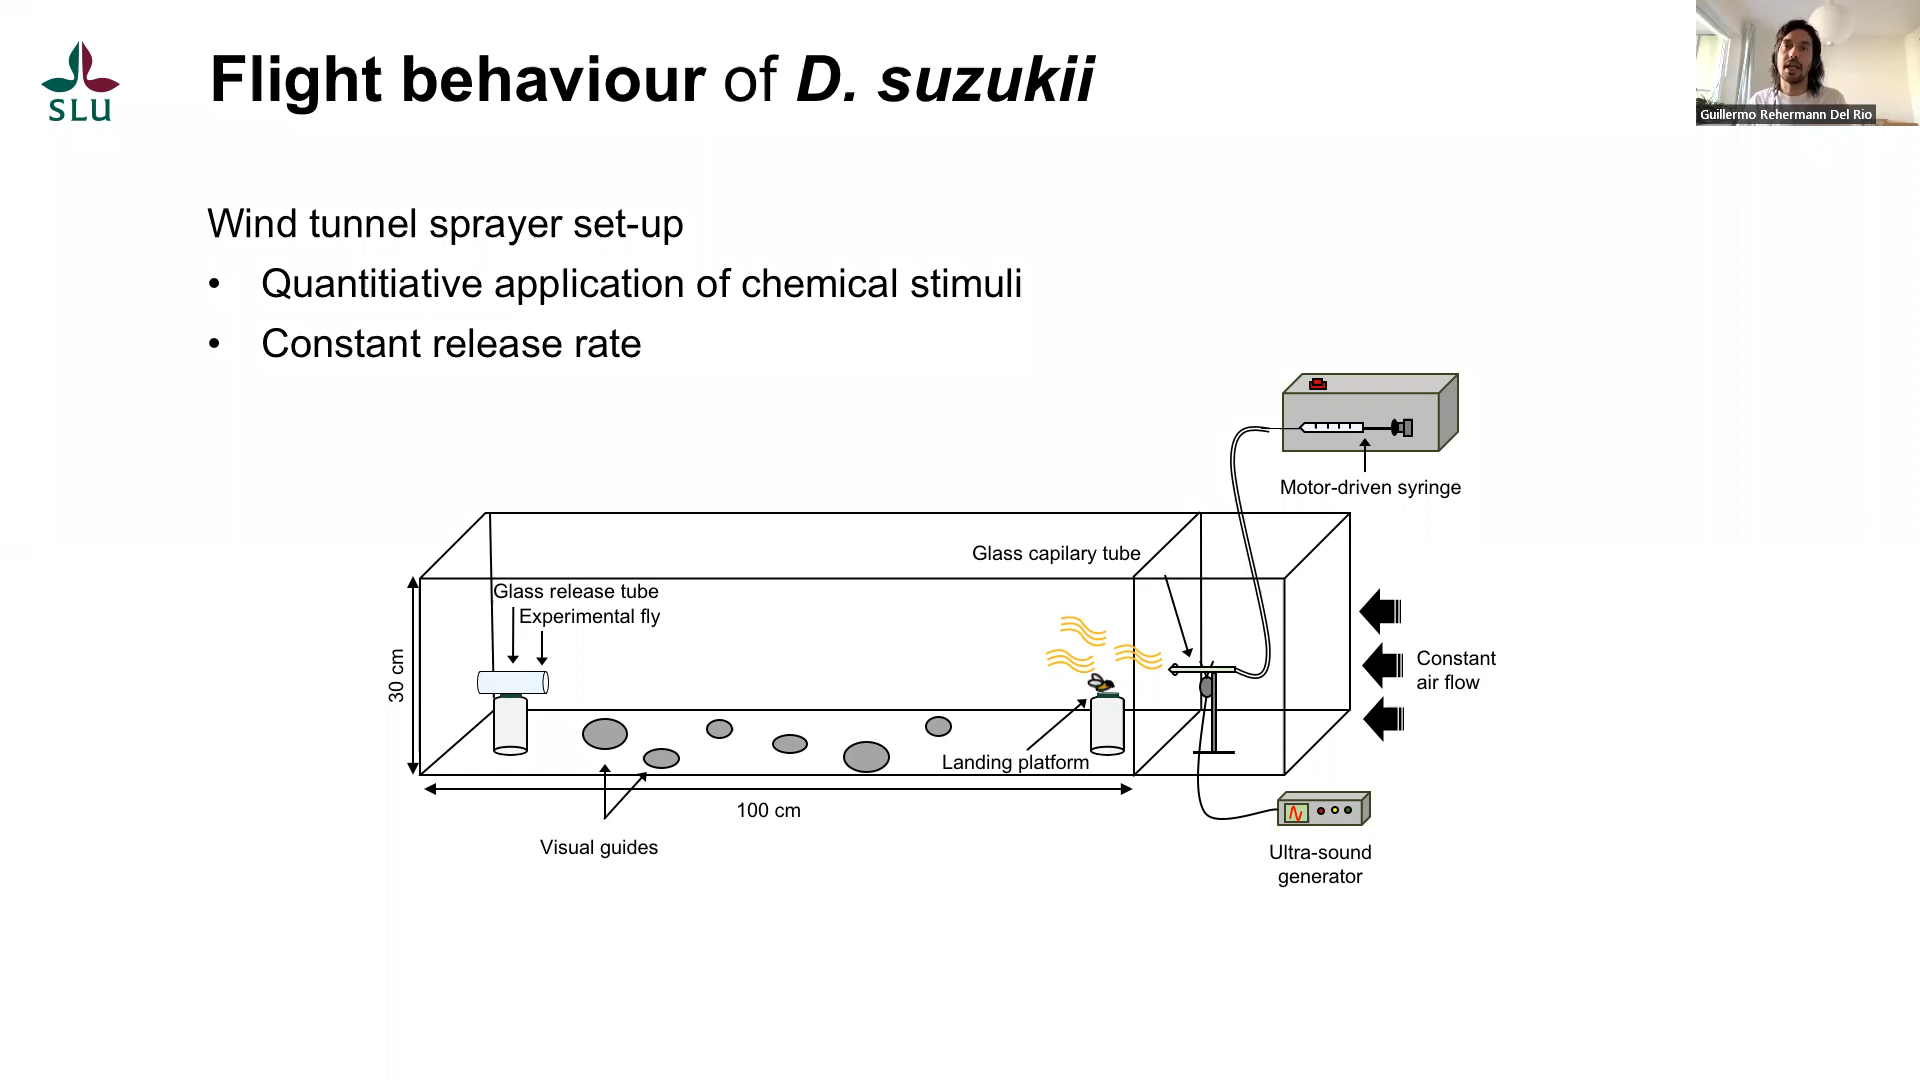 SLU
Flight behaviour of D. suzukii
Guillermo Rehermann Del Rio
Wind tunnel sprayer set-up
• Quantitiative application of chemical stimuli
• Constant release rate
Motor-driven syringe
Glass capilary tube
Glass release tube
Experimental fly
30 cm
Constant
air flow
Landing platform
100 cm
Visual guides
Ultra-sound
generator